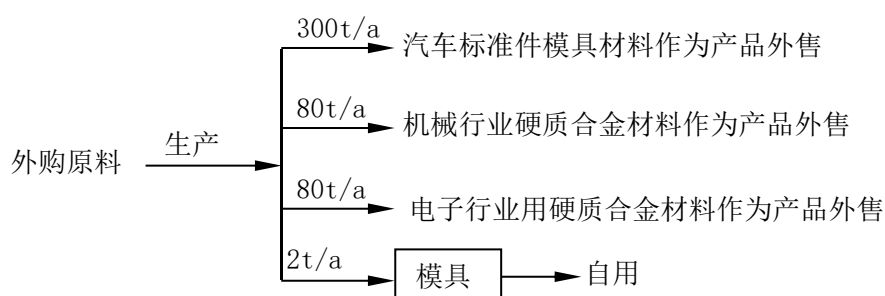 300t/a
汽车标准件模具材料作为产品外售
80t/a
机械行业硬质合金材料作为产品外售
外购原料
生产
80t/a
电子行业用硬质合金材料作为产品外售
2t/a
模具
自用